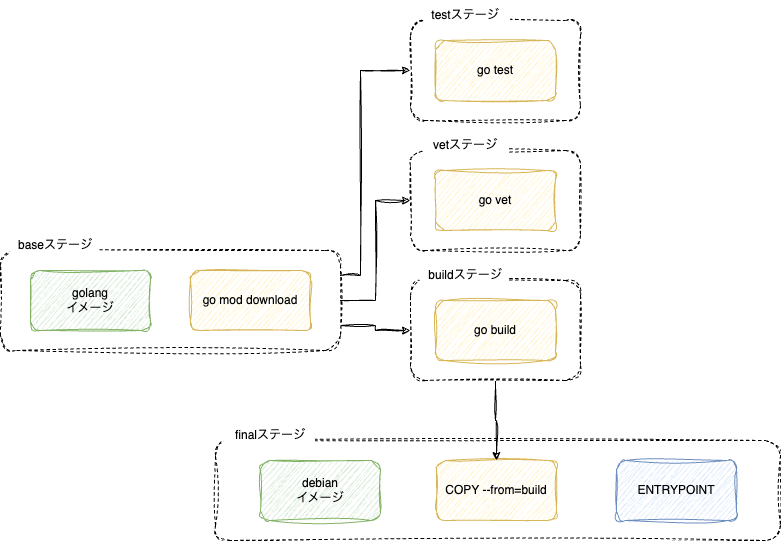 testステージ
go test
vetステージ
go vet
baseステージ
golang
イメージ
go mod download
buildステージ
go build
finalステージ
debian
イメージ
COPY --from=build
ENTRYPOINT